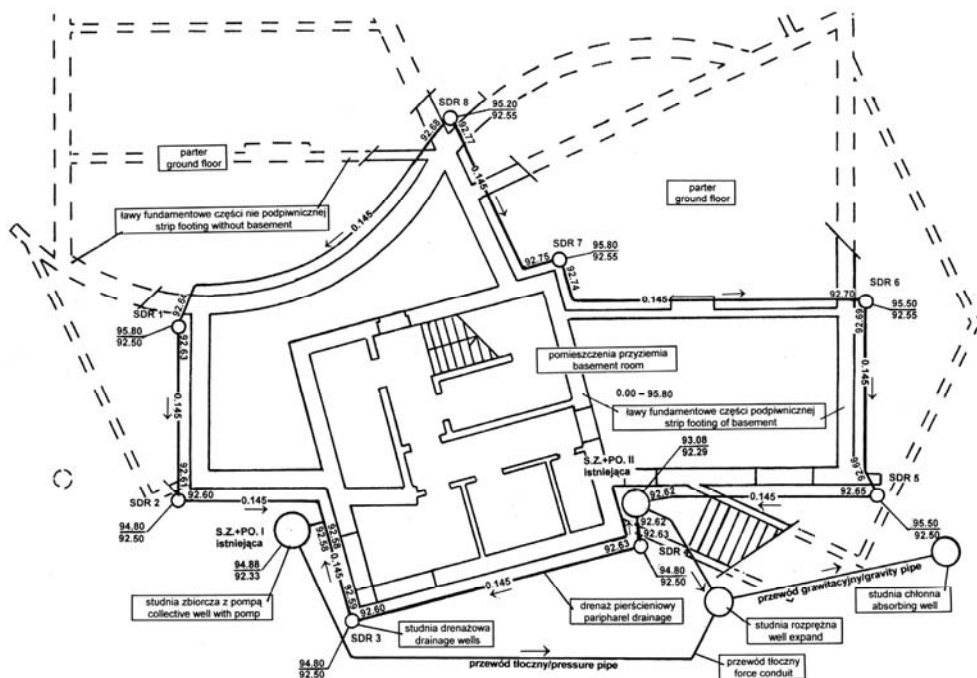 SDR 8
95.20
92.55
92.68
92.77
parter
ground floor
parter
ground floor
ławy fundamentowe części nie podpiwnicznej
strip footing without basement
0.145
0.145
SDR 7
95.80
92.55
92.75
92.74
SDR 6
95.50
92.55
92.70
92.69
0.145
0.145
SDR 1
95.80
92.50
92.63
0.145
pomieszczenia przyziemia
basement room
0.00 – 95.80
ławy fundamentowe części podpiwnicznej
strip footing of basement
93.08
92.29
S.Z.+PO. II
istniejąca
92.61
92.60
SDR 2
94.80
92.50
0.145
S.Z.+PO. I
istniejąca
94.88
92.33
92.58
92.58
0.145
92.59
92.60
92.62
92.62
92.63
92.63
0.145
92.65
92.66
SDR 5
95.50
92.50
94.80
92.50
0.145
studnia zbiorcza z pompą
collective well with pomp
SDR 3
94.80
92.50
studnia drenażowa
drainage wells
drenaż pierścieniowy
paripharel drainage
przewód grawitacyjny/gravity pipe
studnia chłonna
absorbing well
studnia rozprężna
well expand
przewód tłoczny/pressure pipe
przewód tłoczny
force conduit